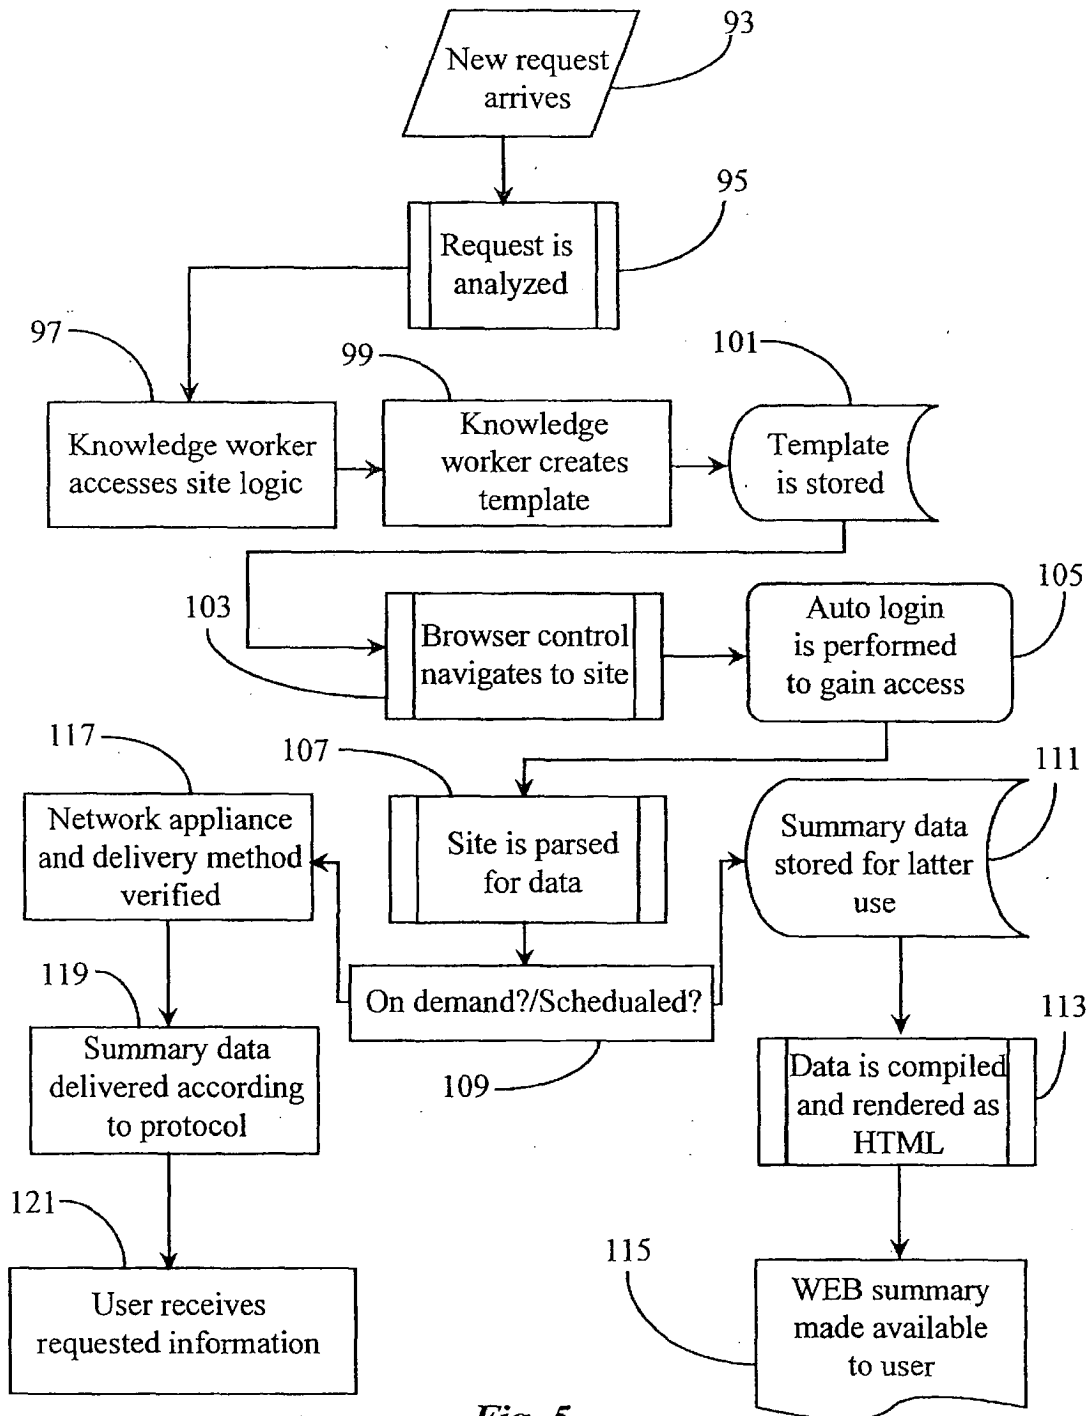 93
New request
arrives
95
Request is
analyzed
97
99
101
Knowledge worker
accesses site logic
Knowledge
worker creates
template
Template
is stored
103
Browser control
navigates to site
105
Auto login
is performed
to gain access
117
107
111
Network appliance
and delivery method
verified
Site is parsed
for data
Summary data
stored for latter
use
119
On demand?/Schedualed?
109
113
Summary data
delivered according
to protocol
Data is compiled
and rendered as
HTML
121
115
User receives
requested information
WEB summary
made available
to user
Fig. 5